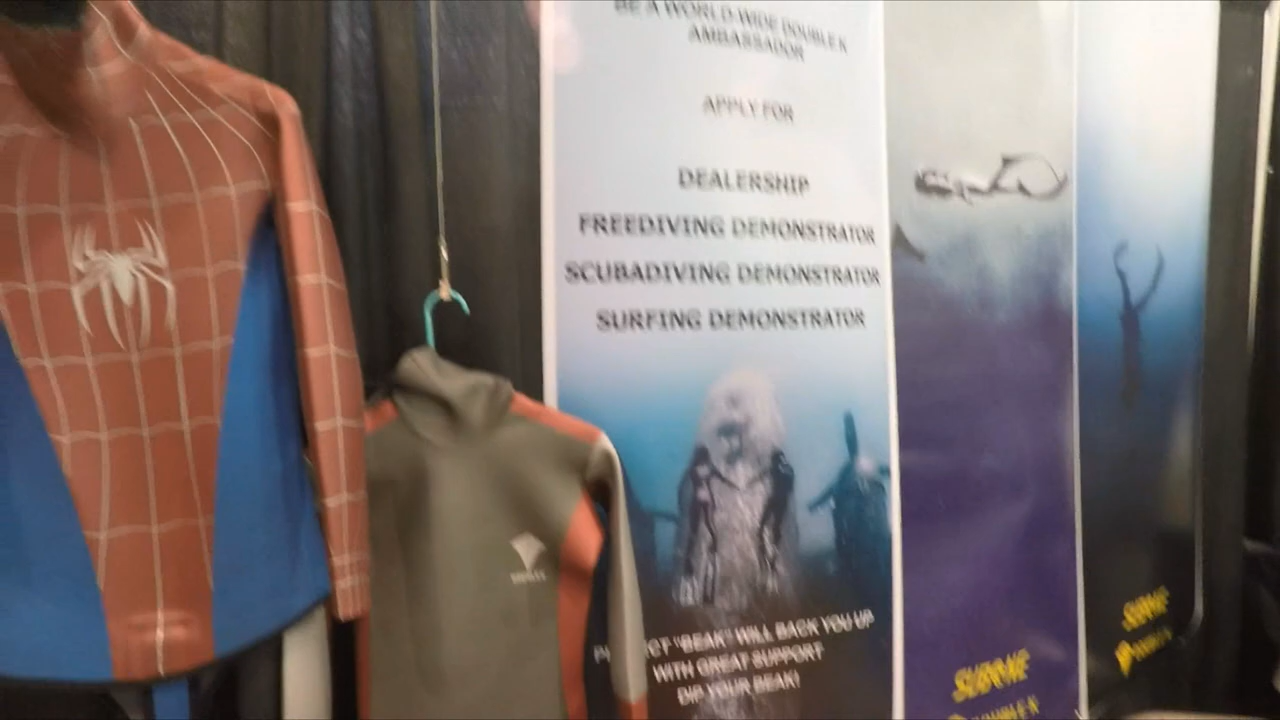 BE A WORLD-WIDE DOUBLE K
AMBASSADOR
APPLY FOR
DEALERSHIP
FREEDIVING DEMONSTRATOR
SCUBADIVING DEMONSTRATOR
SURFING DEMONSTRATOR
"BEAK" WILL BACK YOU UP
WITH GREAT SUPPORT
DIP YOUR BEAK!